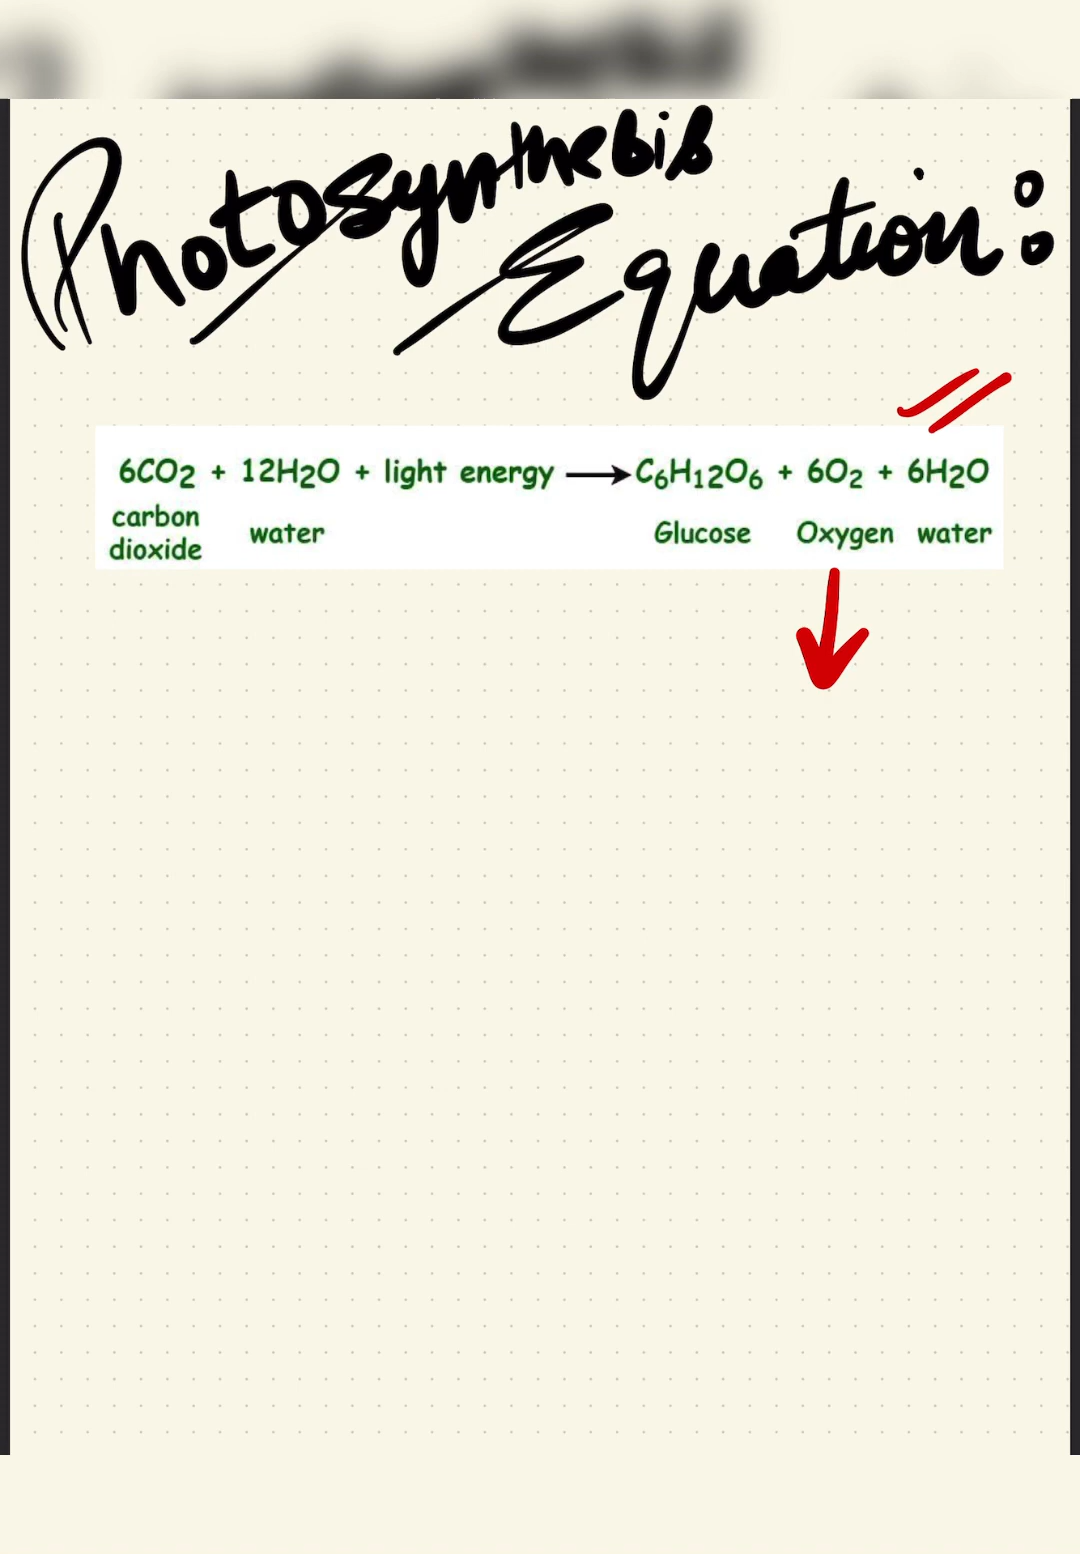 Photosynthesis
Equation:
6CO2 + 12H2O + light energy ⟶ C6H12O6 + 6O2 + 6H2O
carbon dioxide water Glucose Oxygen water